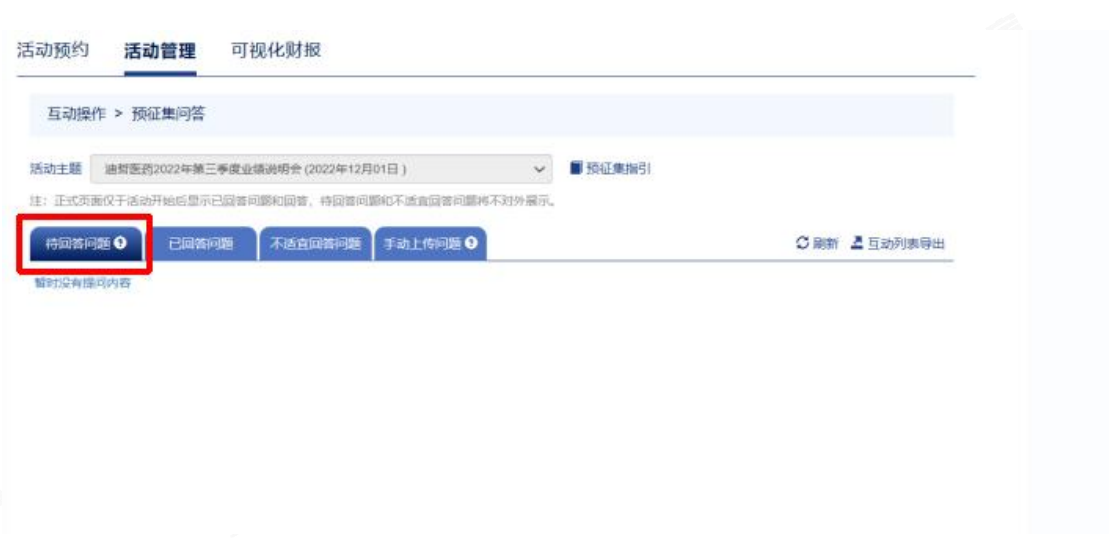 活动预约 活动管理 可视化财报
互动操作 > 预征集问答
活动主题 迪哲医药2022年第三季度业绩说明会 (2022年12月01日 ) 预征集指引
注：正式页面仅于活动开始后显示已回答问题和回答，待回答问题和不适宜回答问题将不对外展示。
待回答问题 已回答问题 不适宜回答问题 手动上传问题 刷新 互动列表导出
暂时没有提问内容